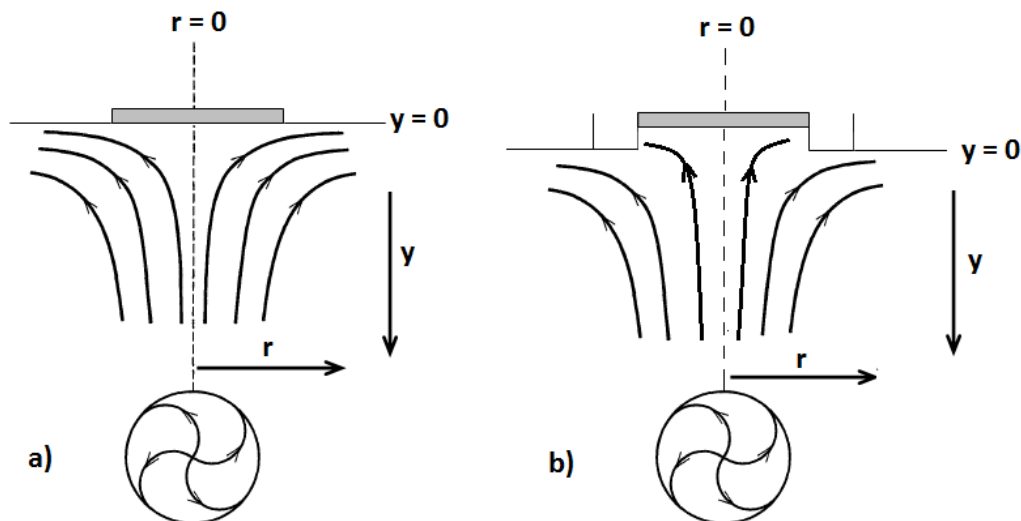 r = 0
y = 0
y
r
a)
r = 0
y = 0
y
r
b)